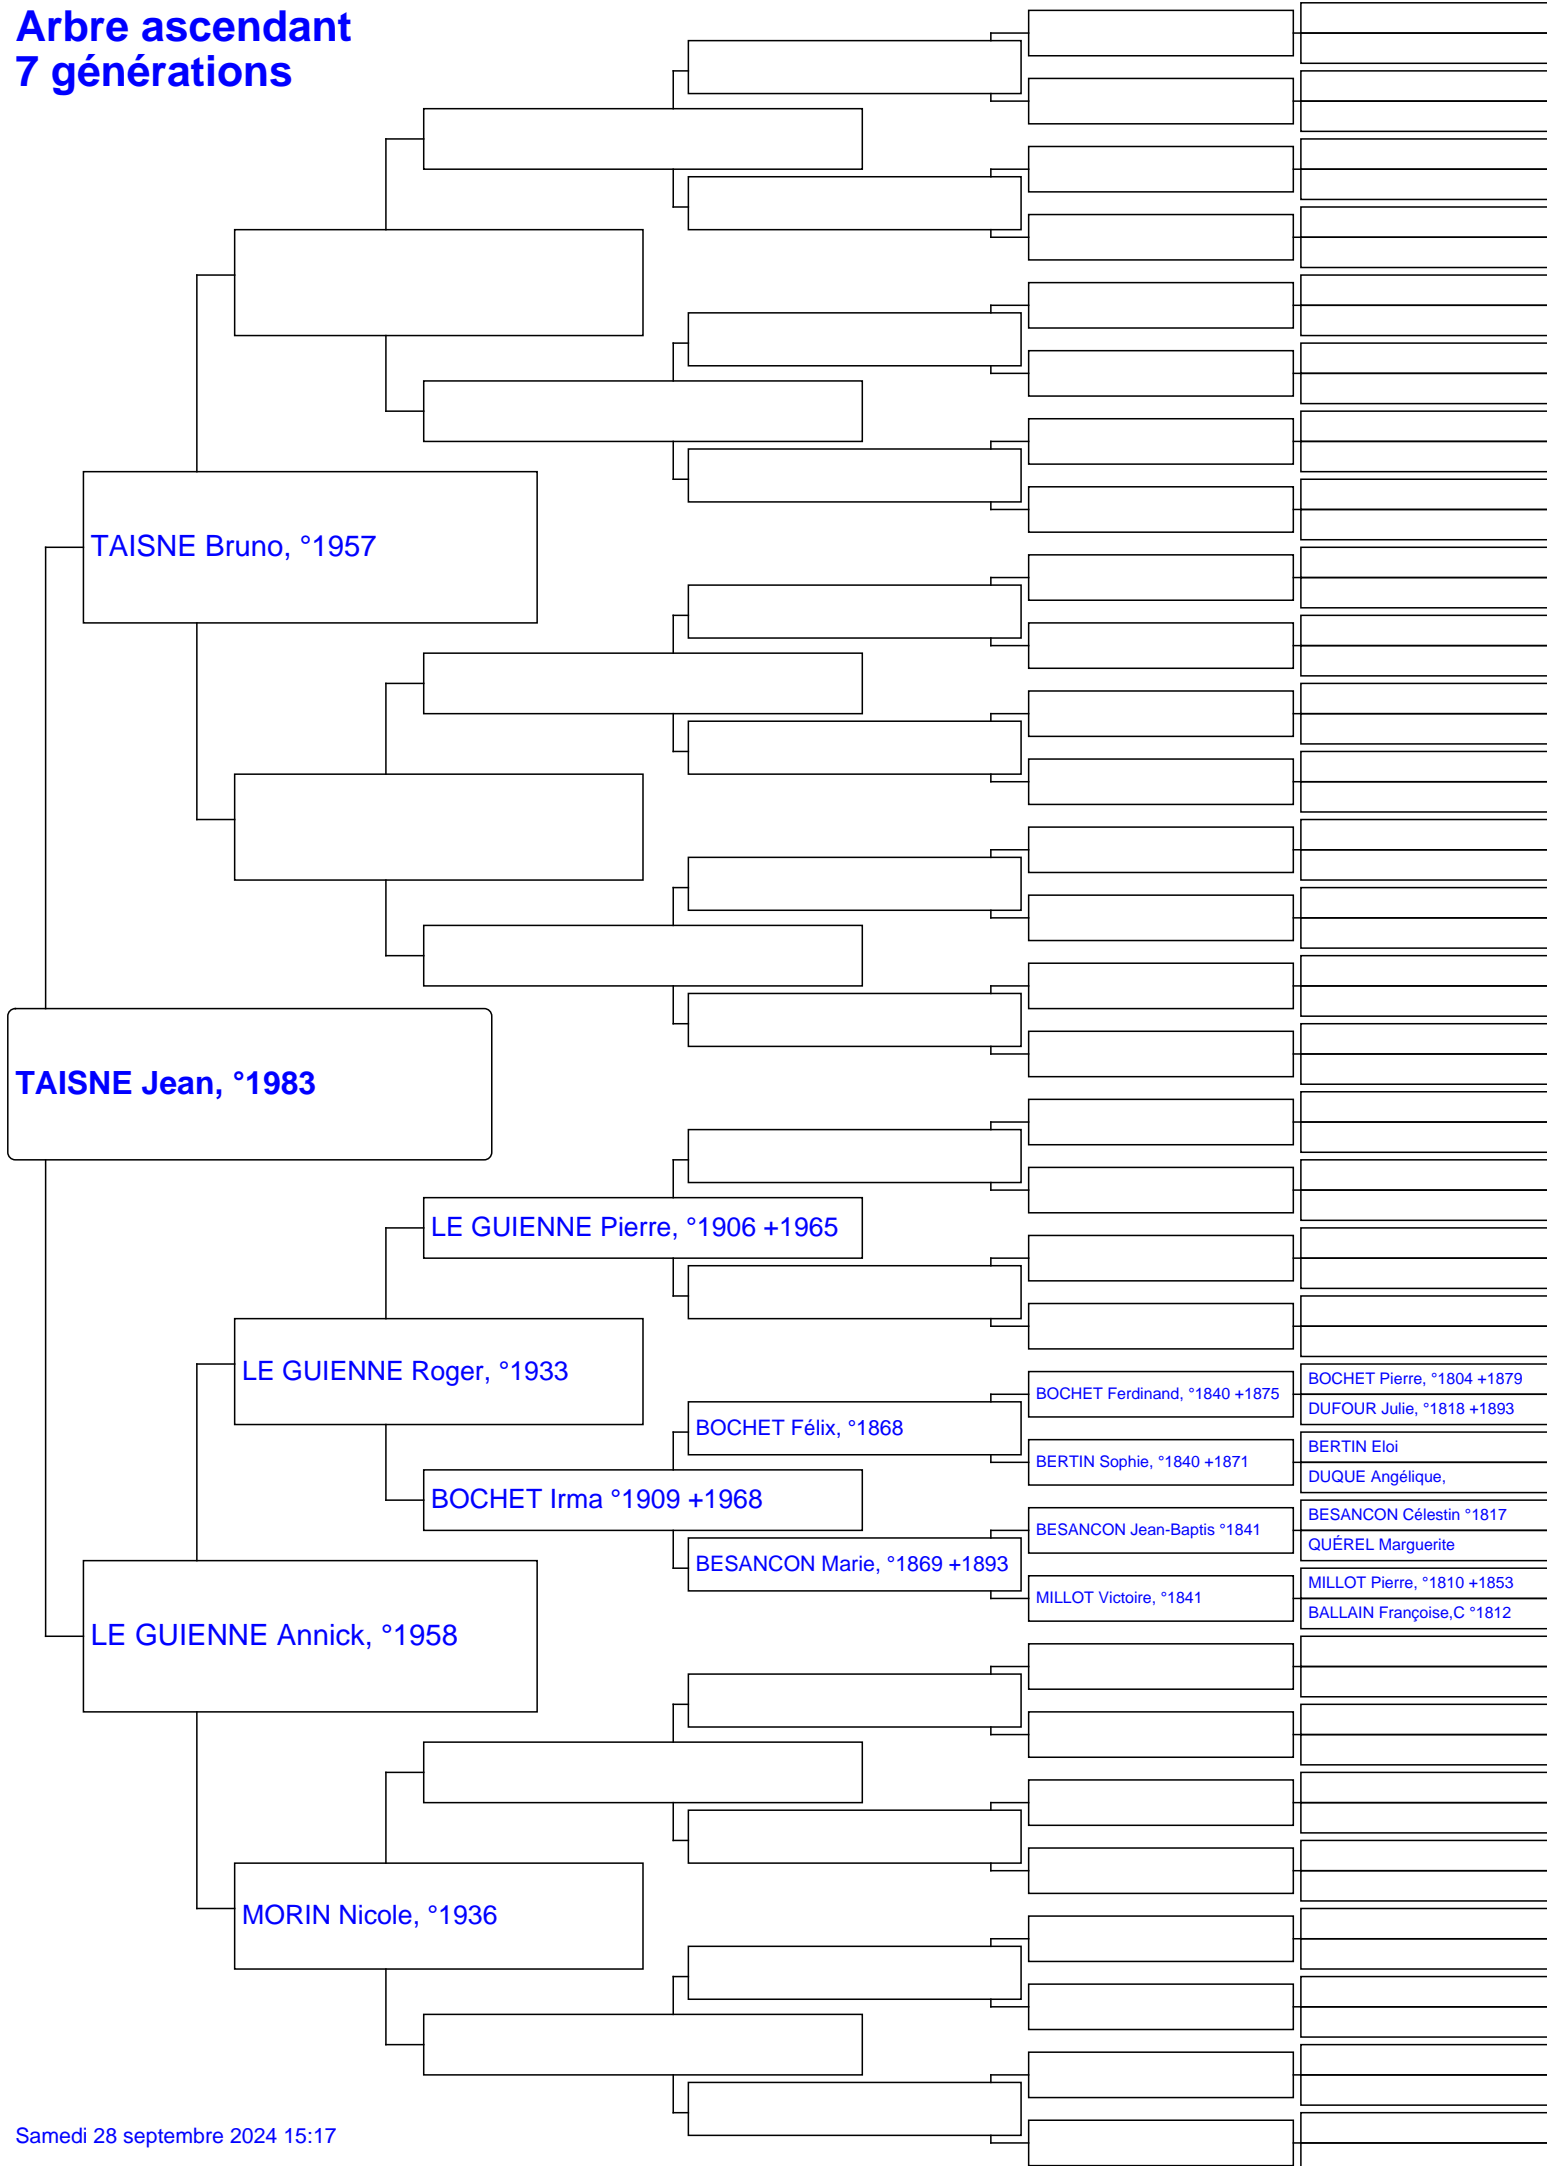 Arbre ascendant
7 générations
TAISNE Bruno, °1957
TAISNE Jean, °1983
LE GUIENNE Pierre, °1906 +1965
LE GUIENNE Roger, °1933
BOCHET Pierre, °1804 +1879
BOCHET Ferdinand, °1840 +1875
DUFOUR Julie, °1818 +1893
BOCHET Félix, °1868
BERTIN Eloi
BERTIN Sophie, °1840 +1871
DUQUE Angélique,
BOCHET Irma °1909 +1968
BESANCON Célestin °1817
BESANCON Jean-Baptis °1841
QUÉREL Marguerite
BESANCON Marie, °1869 +1893
MILLOT Pierre, °1810 +1853
MILLOT Victoire, °1841
BALLAIN Françoise,C °1812
LE GUIENNE Annick, °1958
MORIN Nicole, °1936
Samedi 28 septembre 2024 15:17